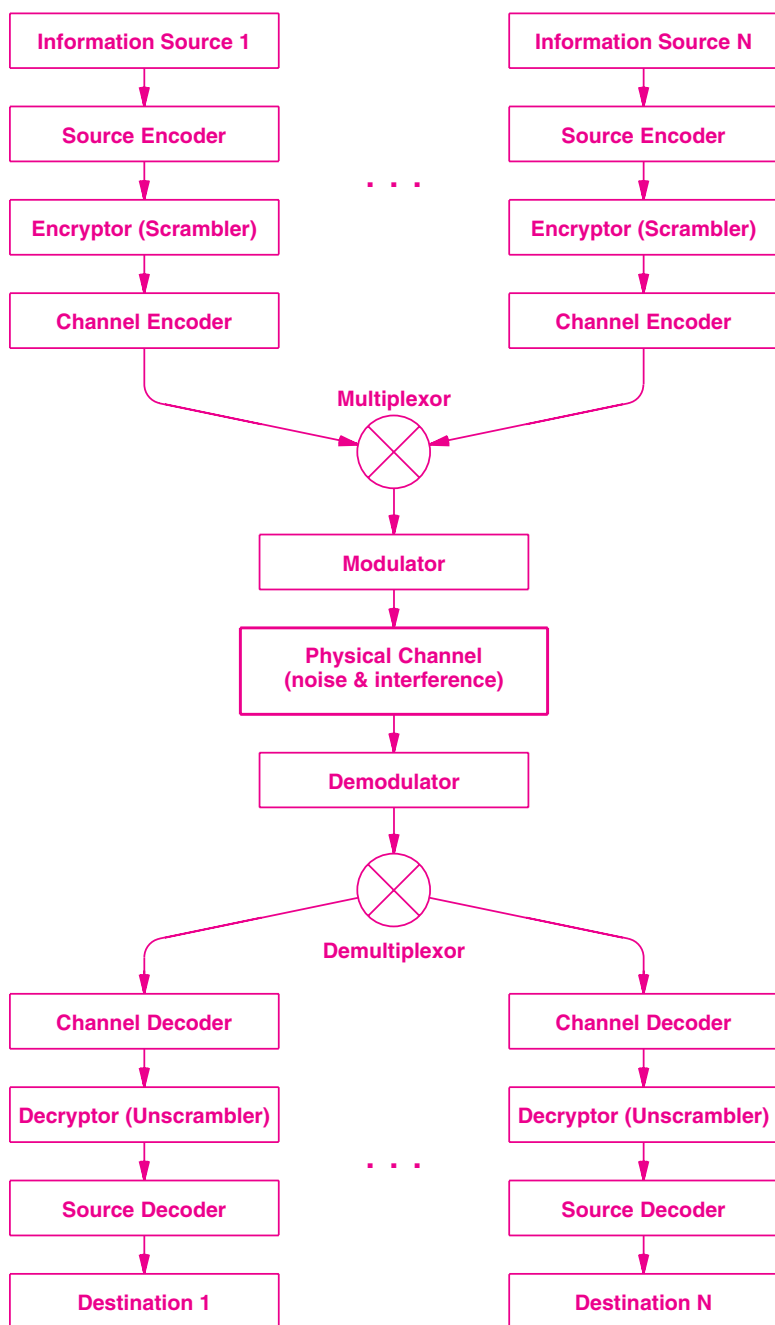 Information Source 1
Information Source N
Source Encoder
Source Encoder
. . .
Encryptor (Scrambler)
Encryptor (Scrambler)
Channel Encoder
Channel Encoder
Multiplexor
Modulator
Physical Channel
(noise & interference)
Demodulator
Demultiplexor
Channel Decoder
Channel Decoder
Decryptor (Unscrambler)
Decryptor (Unscrambler)
. . .
Source Decoder
Source Decoder
Destination 1
Destination N